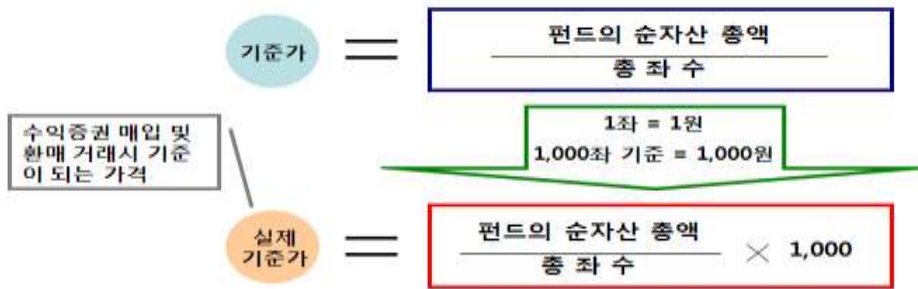 기준가
=
펀드의 순자산 총액
총 좌 수
수익증권 매입 및
환매 거래시 기준
이 되는 가격
1좌 = 1원
1,000좌 기준 = 1,000원
실제
기준가
=
펀드의 순자산 총액
총 좌 수
× 1,000